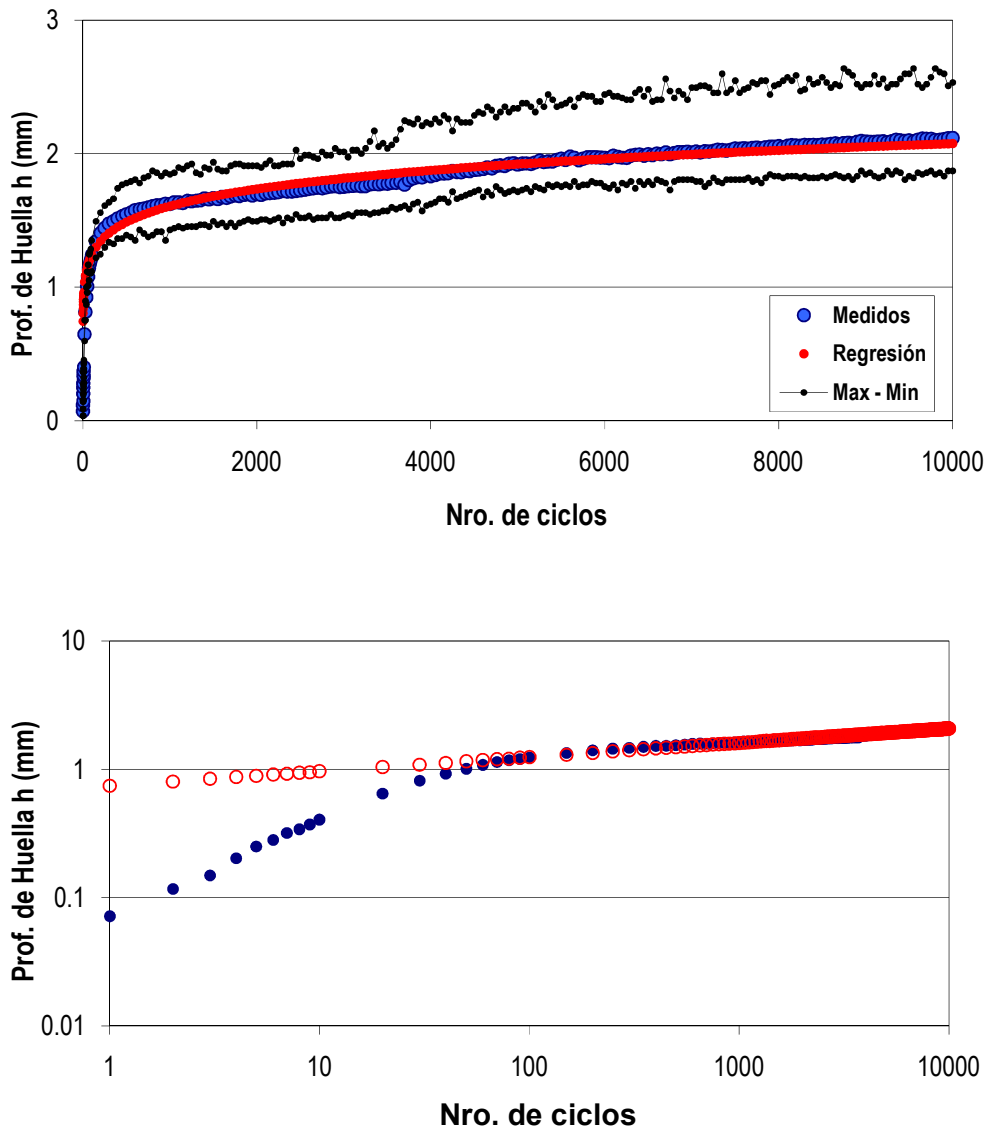 3
2
1
0
Prof. de Huella h (mm)
Medidos
Regresión
Max - Min
0 2000 4000 6000 8000 10000
Nro. de ciclos
10
1
0.1
0.01
Prof. de Huella h (mm)
1 10 100 1000 10000
Nro. de ciclos